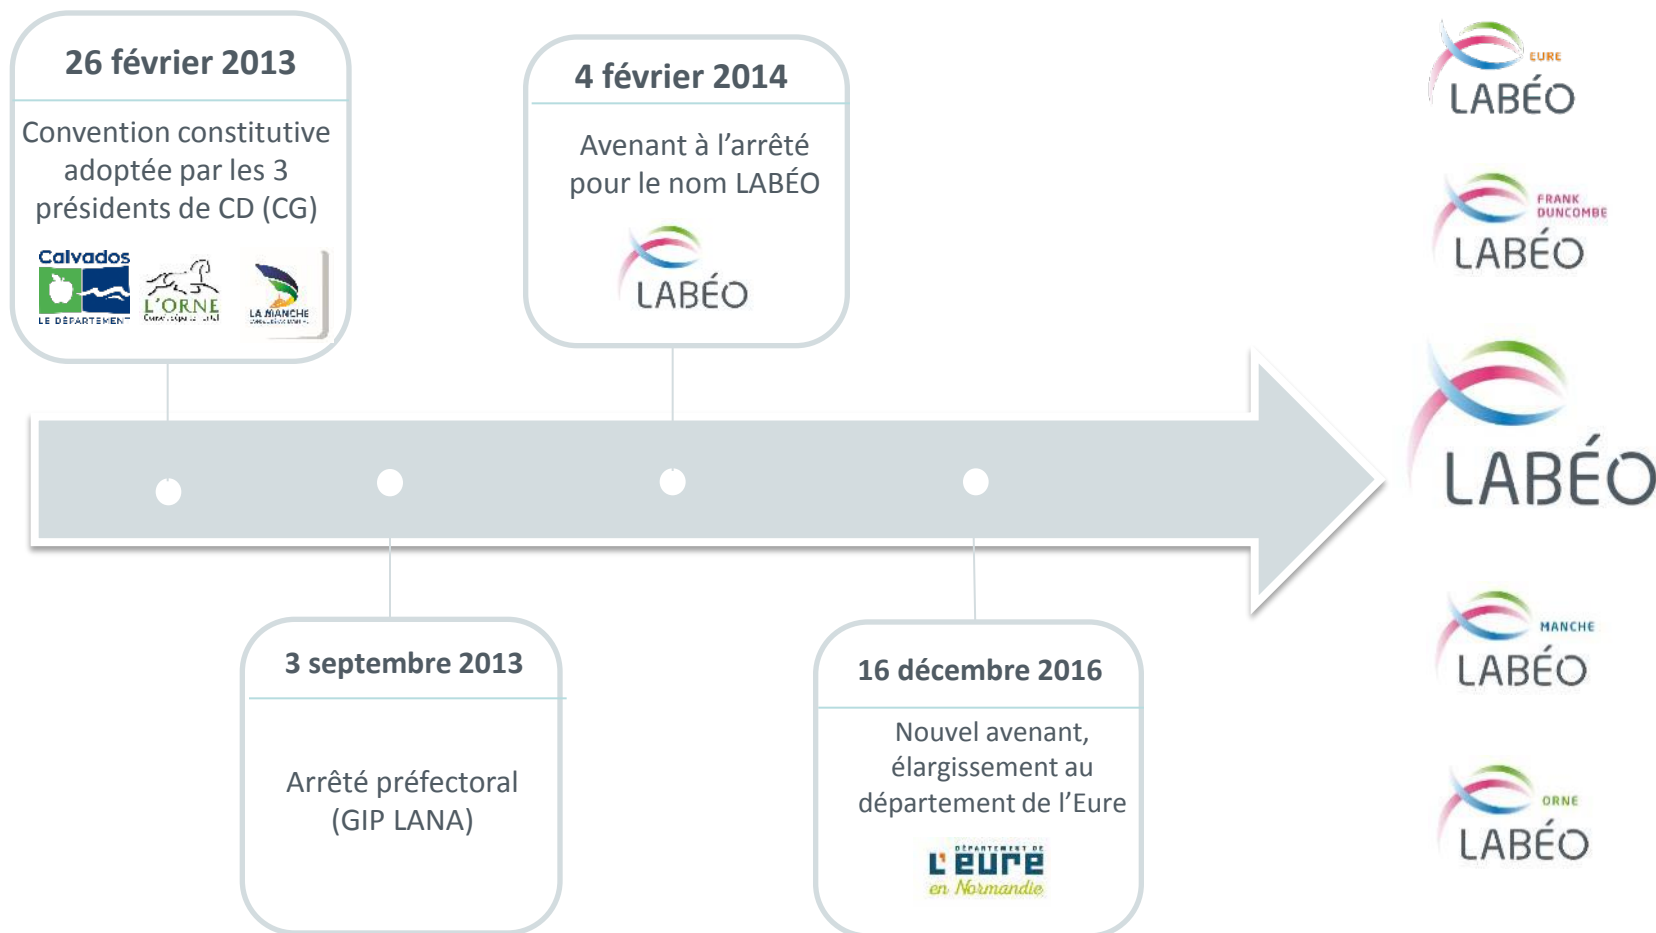 26 février 2013
Convention constitutive
adoptée par les 3
présidents de CD (CG)
Calvados
LE DÉPARTEMENT
L'ORNE
LA MANCHE
4 février 2014
Avenant à l’arrêté
pour le nom LABÉO
LABÉO
3 septembre 2013
Arrêté préfectoral
(GIP LANA)
16 décembre 2016
Nouvel avenant,
élargissement au
département de l’Eure
DÉPARTEMENT DE
L'EURE
en Normandie
EURE
LABÉO
FRANK
DUNCOMBE
LABÉO
LABÉO
MANCHE
LABÉO
ORNE
LABÉO